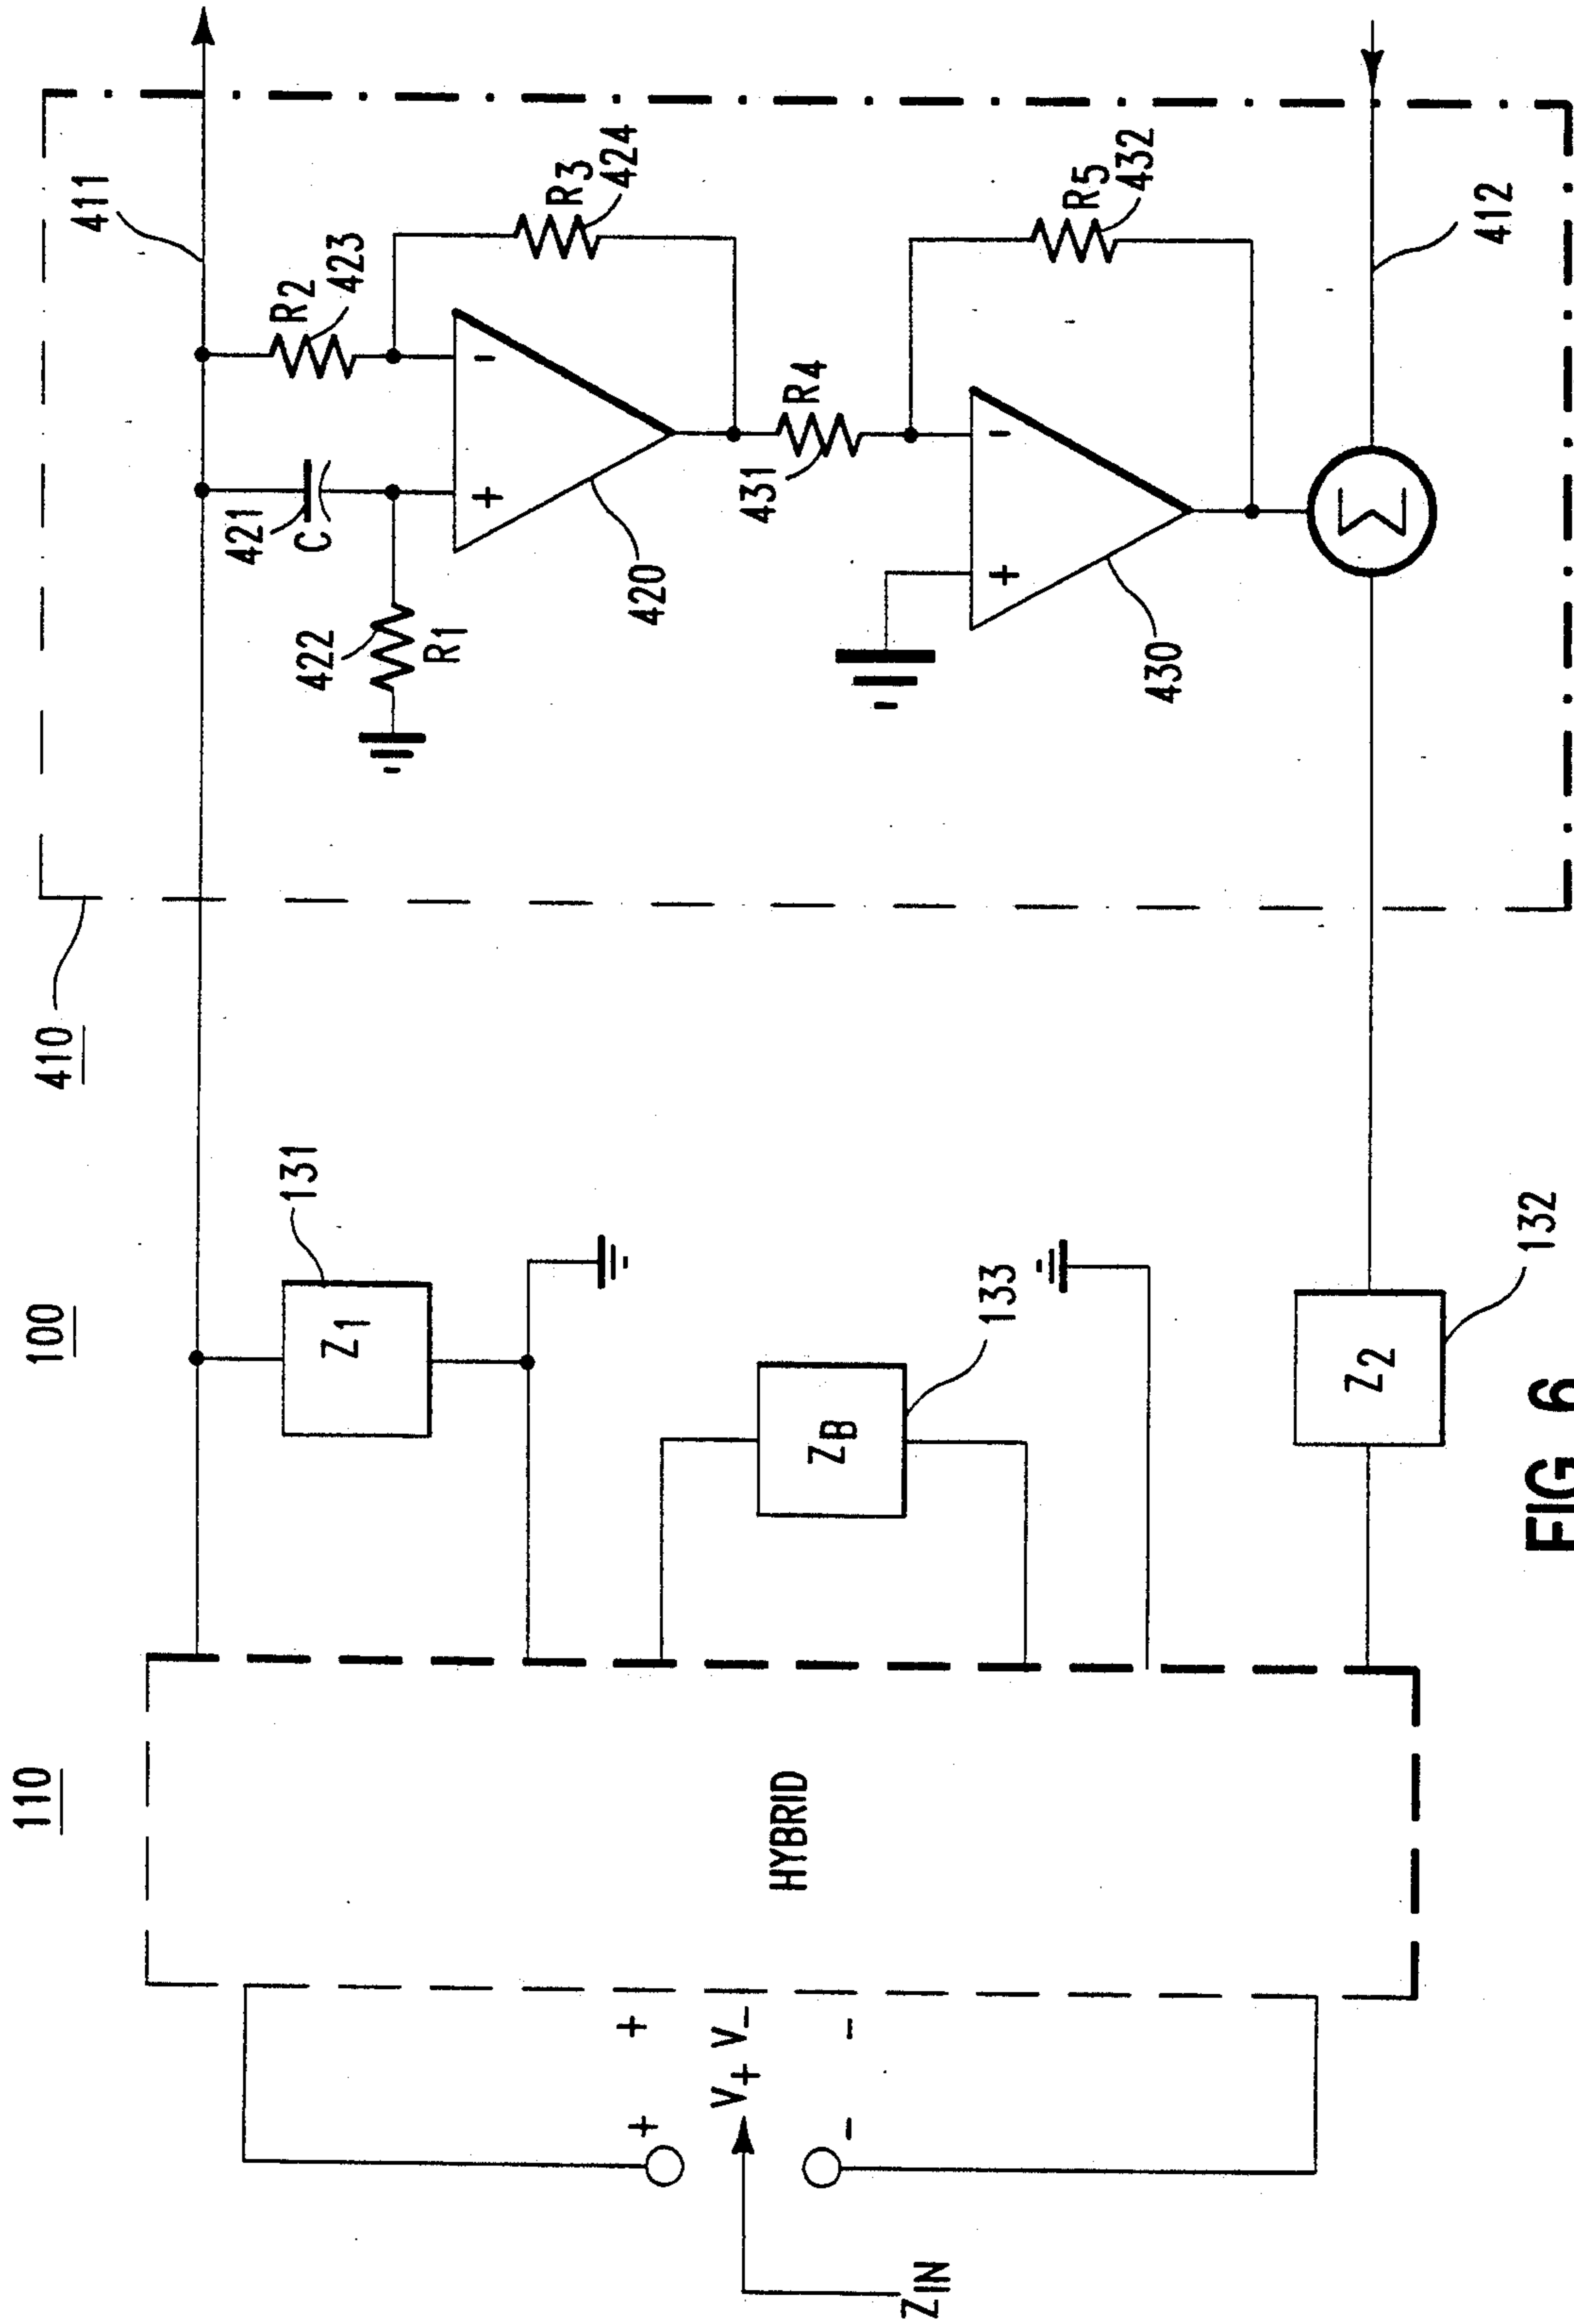 110
100
410
411
R2
423
R3
424
421
C
422
R1
+
-
420
R4
431
+
-
430
R5
432
Σ
412
Z1
131
ZB
133
Z2
132
HYBRID
+
+
V+ V-
-
-
ZIN
FIG 6